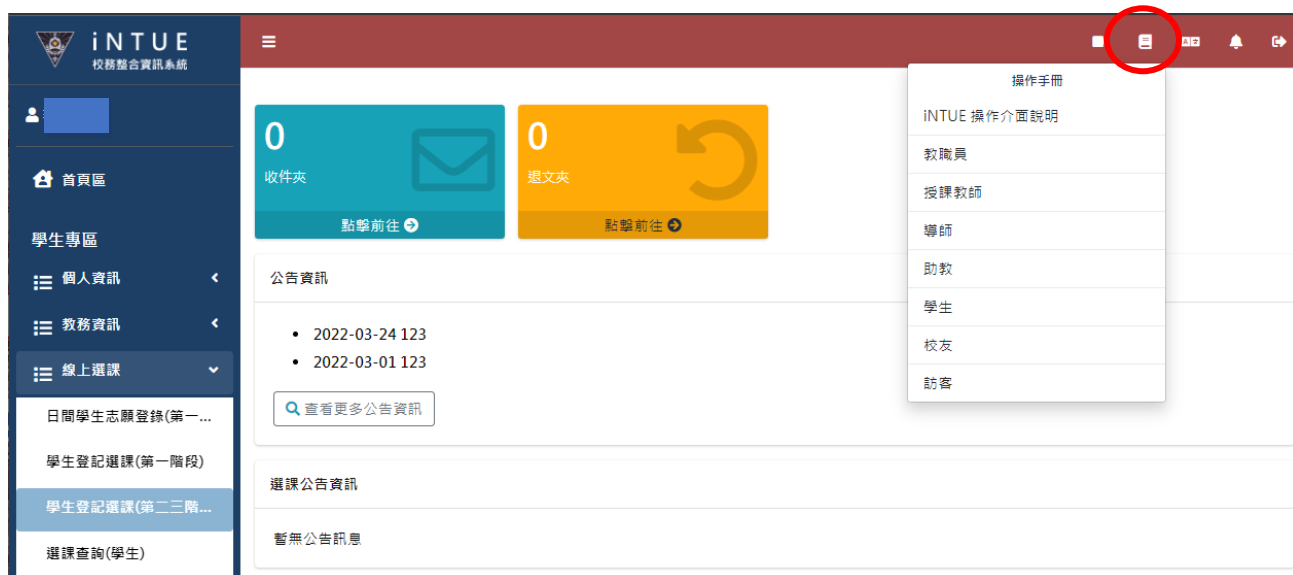 iNTUE
校務整合資訊系統
首頁區
學生專區
個人資訊
教務資訊
線上選課
日間學生志願登錄(第一...
學生登記選課(第一階段)
學生登記選課(第二三階...
選課查詢(學生)
0
收件夾
點擊前往
0
退文夾
點擊前往
公告資訊
2022-03-24 123
2022-03-01 123
查看更多公告資訊
選課公告資訊
暫無公告訊息
操作手冊
iNTUE 操作介面說明
教職員
授課教師
導師
助教
學生
校友
訪客